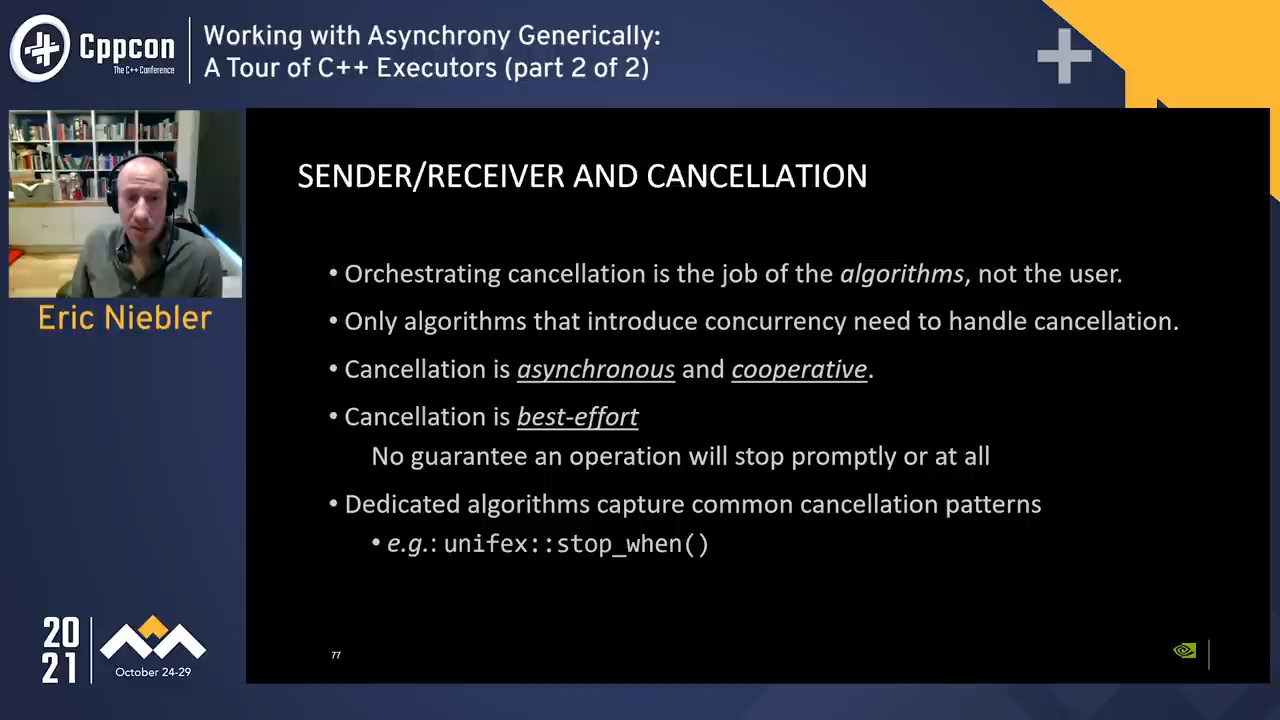 Cppcon
The C++ Conference
Working with Asynchrony Generically:
A Tour of C++ Executors (part 2 of 2)
Eric Niebler
SENDER/RECEIVER AND CANCELLATION
• Orchestrating cancellation is the job of the algorithms, not the user.
• Only algorithms that introduce concurrency need to handle cancellation.
• Cancellation is asynchronous and cooperative.
• Cancellation is best-effort
No guarantee an operation will stop promptly or at all
• Dedicated algorithms capture common cancellation patterns
• e.g.: unifex::stop_when()
77
20
21
October 24-29